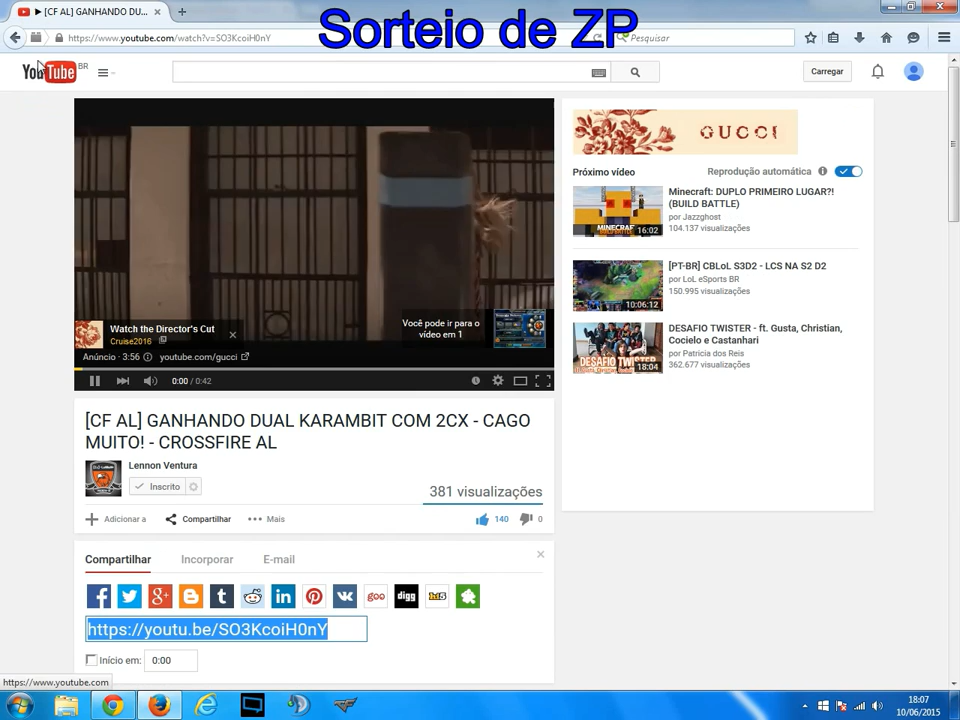 [CF AL] GANHANDO DU...
Sorteio de ZP
https://www.youtube.com/watch?v=SO3KcoiH0nY
Pesquisar
YouTube BR
Carregar
GUCCI
Próximo vídeo
Reprodução automática
Minecraft: DUPLO PRIMEIRO LUGAR?!
(BUILD BATTLE)
por Jazzghost
104.137 visualizações
MINECRAFT
16:02
[PT-BR] CBLoL S3D2 - LCS NA S2 D2
por LoL eSports BR
150.995 visualizações
10:06:12
DESAFIO TWISTER - ft. Gusta, Christian,
Cocielo e Castanhari
por Patricia dos Reis
362.677 visualizações
18:04
Watch the Director's Cut
Cruise2016
Você pode ir para o
vídeo em 1
Anúncio · 3:56
youtube.com/gucci
0:00 / 0:42
[CF AL] GANHANDO DUAL KARAMBIT COM 2CX - CAGO
MUITO! - CROSSFIRE AL
Lennon Ventura
Inscrito
381 visualizações
Adicionar a
Compartilhar
Mais
140
0
Compartilhar
Incorporar
E-mail
goo
digg
hi5
https://youtu.be/SO3KcoiH0nY
Início em:
0:00
https://www.youtube.com
18:07
10/06/2015